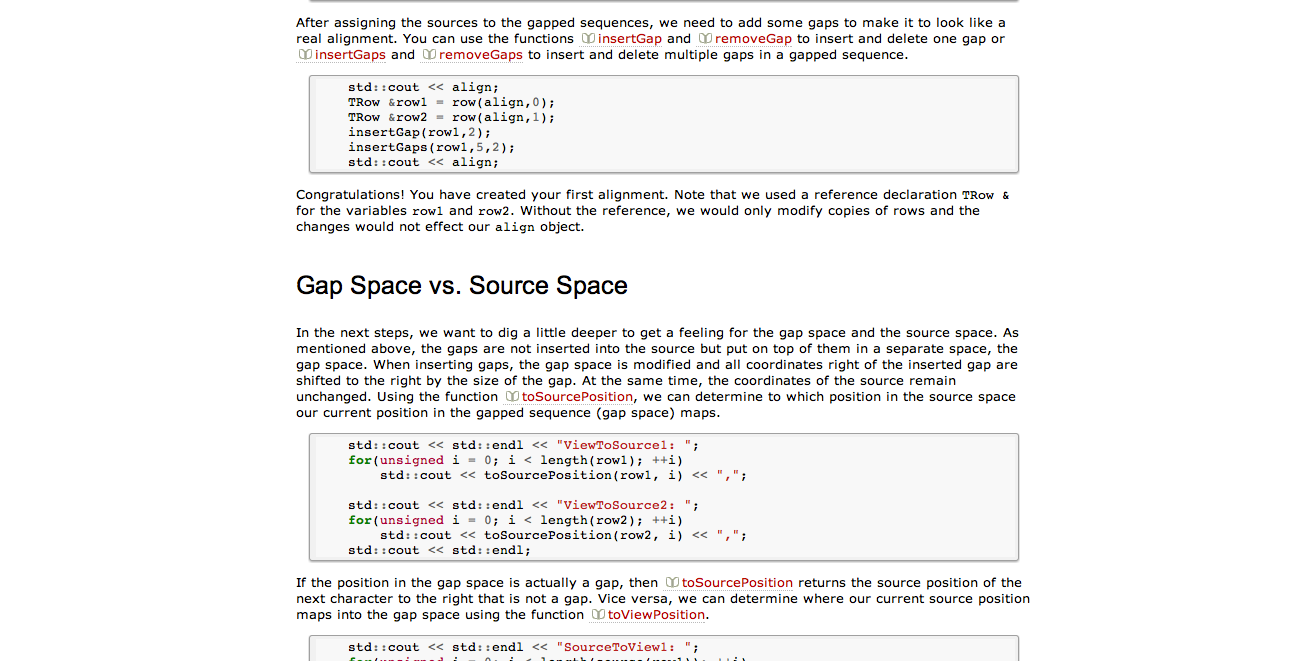 After assigning the sources to the gapped sequences, we need to add some gaps to make it to look like a
real alignment. You can use the functions insertGap and removeGap to insert and delete one gap or
insertGaps and removeGaps to insert and delete multiple gaps in a gapped sequence.
std::cout << align;
TRow &row1 = row(align,0);
TRow &row2 = row(align,1);
insertGap(row1,2);
insertGaps(row1,5,2);
std::cout << align;
Congratulations! You have created your first alignment. Note that we used a reference declaration TRow &
for the variables row1 and row2. Without the reference, we would only modify copies of rows and the
changes would not effect our align object.
Gap Space vs. Source Space
In the next steps, we want to dig a little deeper to get a feeling for the gap space and the source space. As
mentioned above, the gaps are not inserted into the source but put on top of them in a separate space, the
gap space. When inserting gaps, the gap space is modified and all coordinates right of the inserted gap are
shifted to the right by the size of the gap. At the same time, the coordinates of the source remain
unchanged. Using the function toSourcePosition, we can determine to which position in the source space
our current position in the gapped sequence (gap space) maps.
std::cout << std::endl << "ViewToSource1: ";
for(unsigned i = 0; i < length(row1); ++i)
    std::cout << toSourcePosition(row1, i) << ",";
std::cout << std::endl << "ViewToSource2: ";
for(unsigned i = 0; i < length(row2); ++i)
    std::cout << toSourcePosition(row2, i) << ",";
std::cout << std::endl;
If the position in the gap space is actually a gap, then toSourcePosition returns the source position of the
next character to the right that is not a gap. Vice versa, we can determine where our current source position
maps into the gap space using the function toViewPosition.
std::cout << std::endl << "SourceToView1: ";